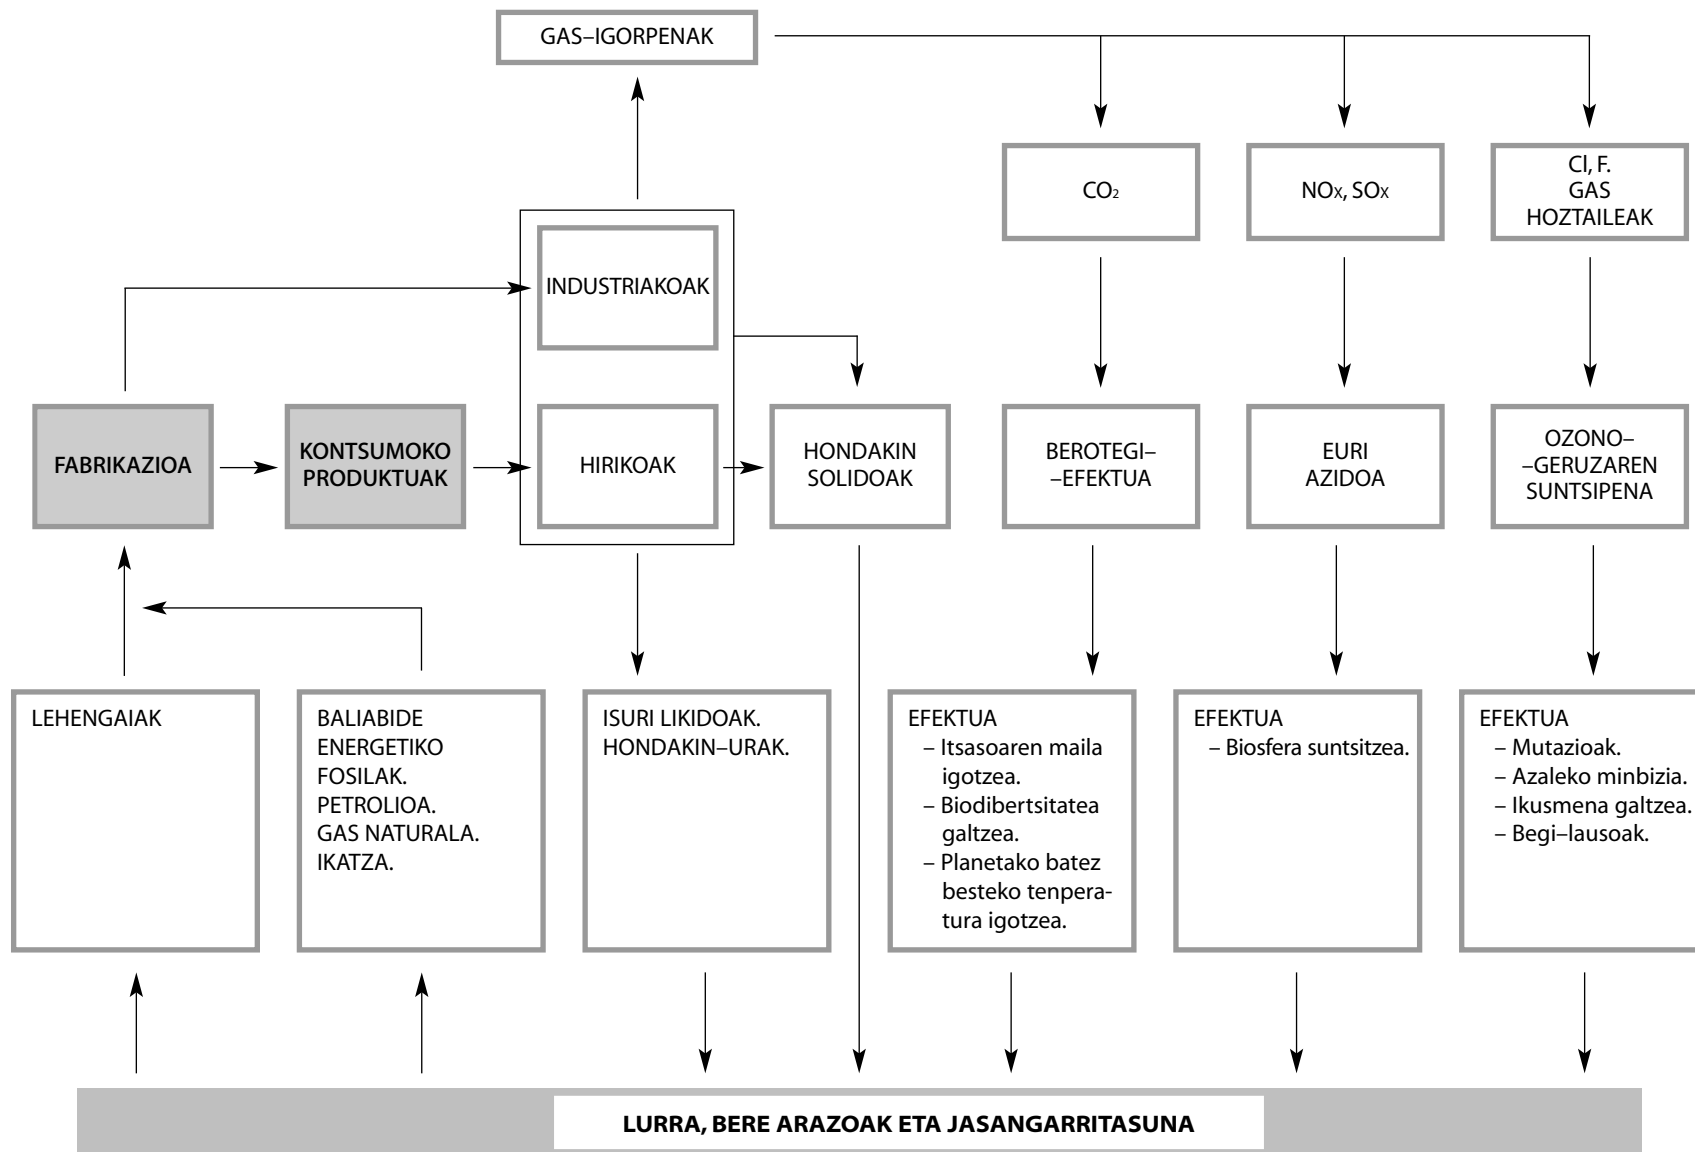 GAS–IGORPENAK
CO₂
NOx, SOx
Cl, F.
GAS
HOZTAILEAK
INDUSTRIAKOAK
FABRIKAZIOA
KONTSUMOKO
PRODUKTUAK
HIRIKOAK
HONDAKIN
SOLIDOAK
BEROTEGI–
–EFEKTUA
EURI
AZIDOA
OZONO–
–GERUZAREN
SUNTSIPENA
LEHENGAIAK
BALIABIDE
ENERGETIKO
FOSILAK.
PETROLIOA.
GAS NATURALA.
IKATZA.
ISURI LIKIDOAK.
HONDAKIN–URAK.
EFEKTUA
– Itsasoaren maila
igotzea.
– Biodibertsitatea
galtzea.
– Planetako batez
besteko tenpera-
tura igotzea.
EFEKTUA
– Biosfera suntsitzea.
EFEKTUA
– Mutazioak.
– Azaleko minbizia.
– Ikusmena galtzea.
– Begi–lausoak.
LURRA, BERE ARAZOAK ETA JASANGARRITASUNA